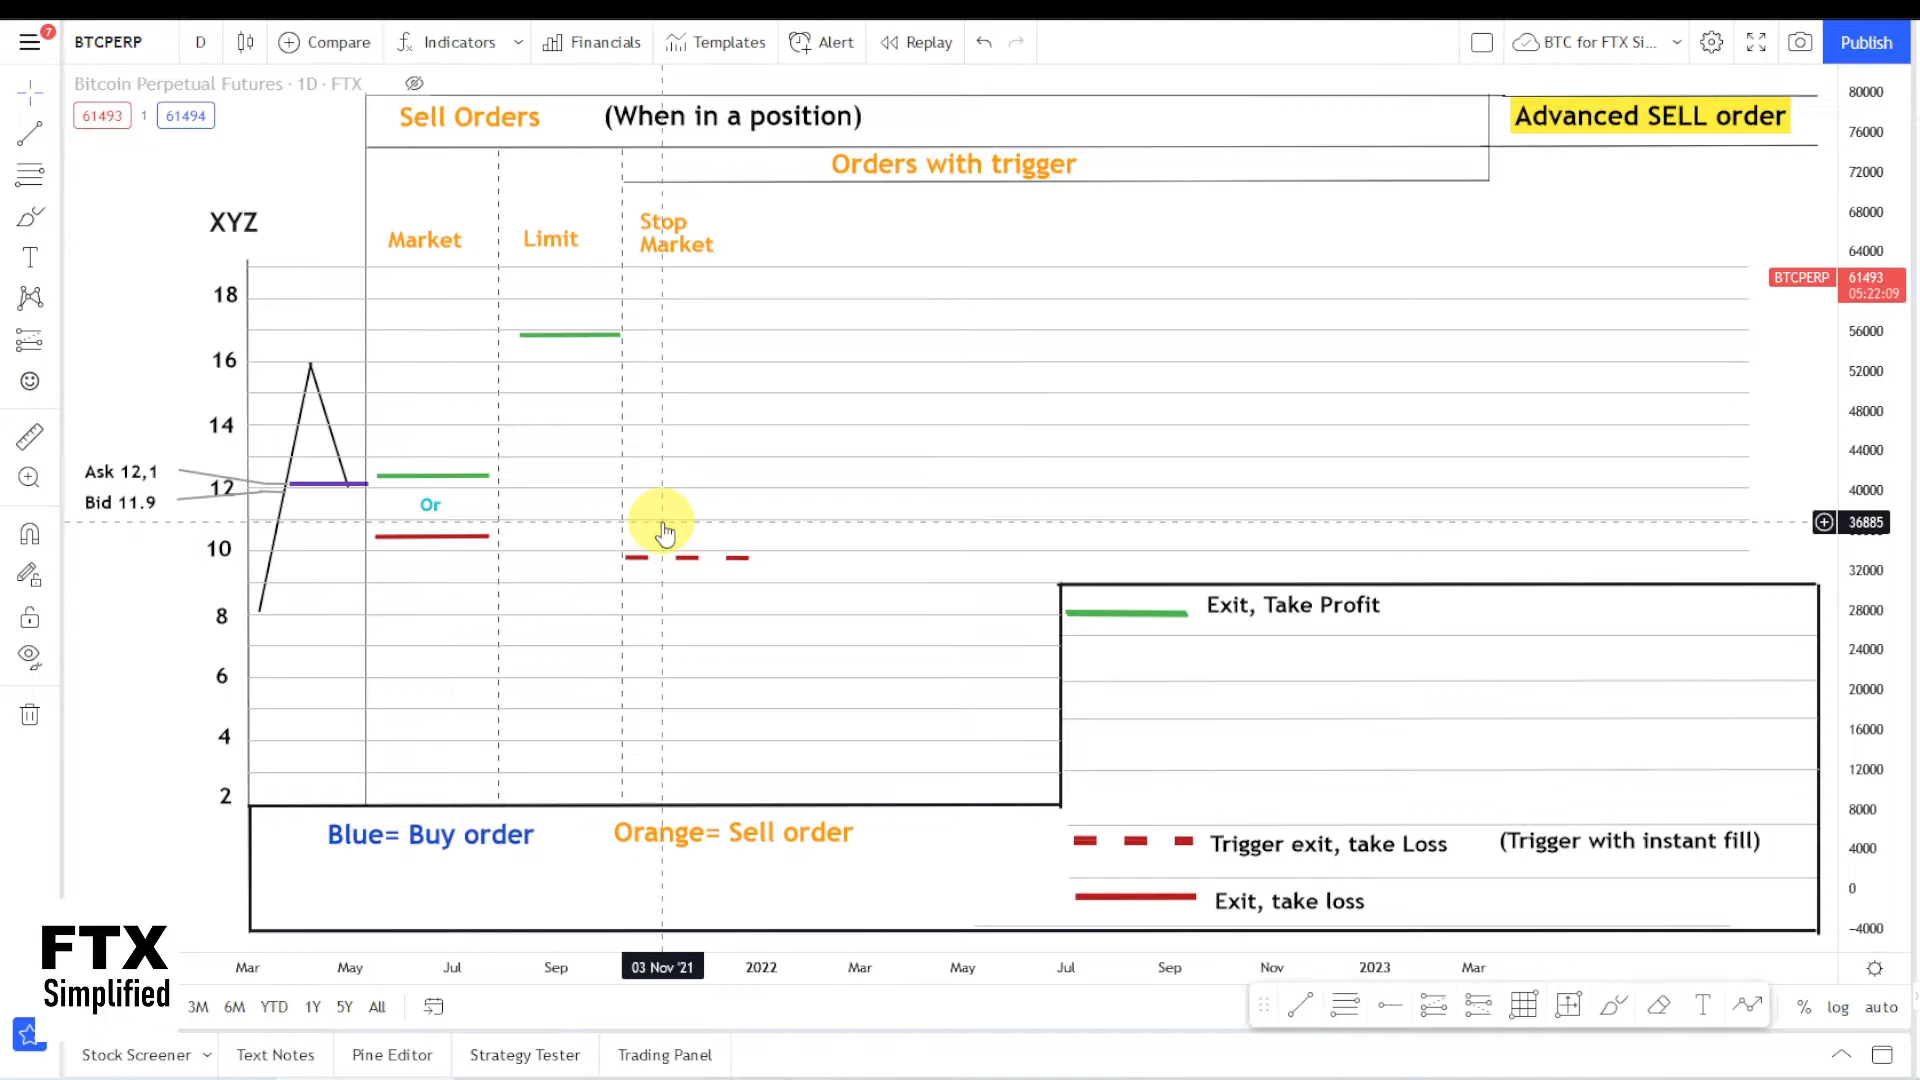 7
BTCPERP
D
Compare
Indicators
Financials
Templates
Alert
Replay
BTC for FTX Si...
Publish
Bitcoin Perpetual Futures · 1D · FTX
61493 1 61494
Sell Orders (When in a position)
Advanced SELL order
Orders with trigger
XYZ
Market
Limit
Stop
Market
18
16
14
12
10
8
6
4
2
Ask 12,1
Bid 11.9
Or
Exit, Take Profit
Trigger exit, take Loss (Trigger with instant fill)
Exit, take loss
Blue= Buy order
Orange= Sell order
80000
76000
72000
68000
64000
BTCPERP 61493
05:22:09
56000
52000
48000
44000
40000
36885
32000
28000
24000
20000
16000
12000
8000
4000
0
−4000
Mar May Jul Sep 03 Nov '21 2022 Mar May Jul Sep Nov 2023 Mar
FTX
Simplified
3M 6M YTD 1Y 5Y All
% log auto
Stock Screener Text Notes Pine Editor Strategy Tester Trading Panel